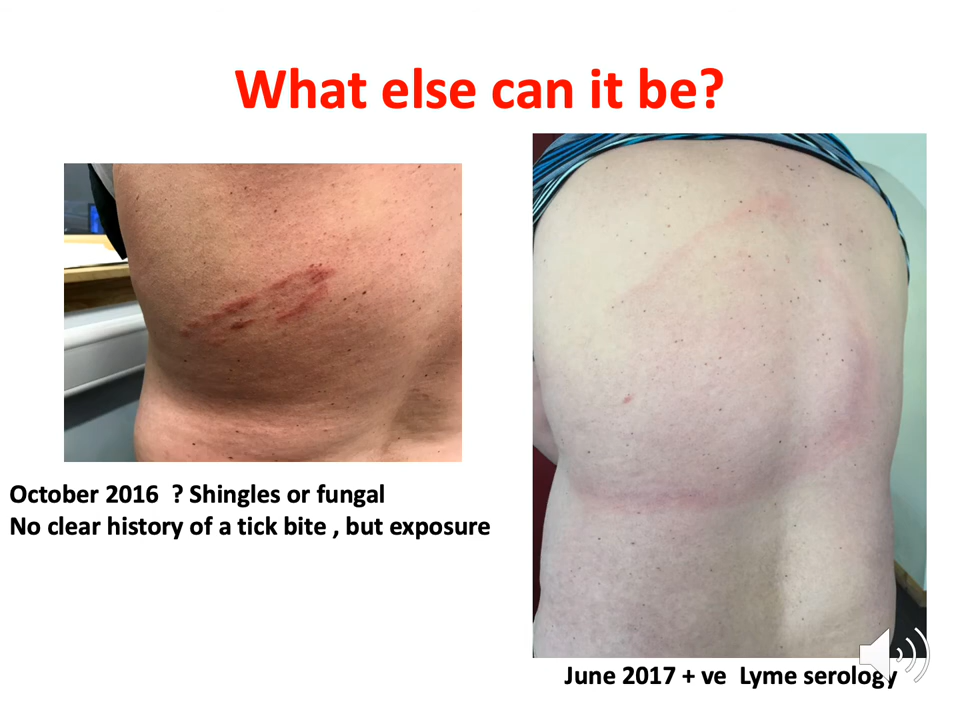 What else can it be?
October 2016  ? Shingles or fungal
No clear history of a tick bite , but exposure
June 2017 + ve  Lyme serology